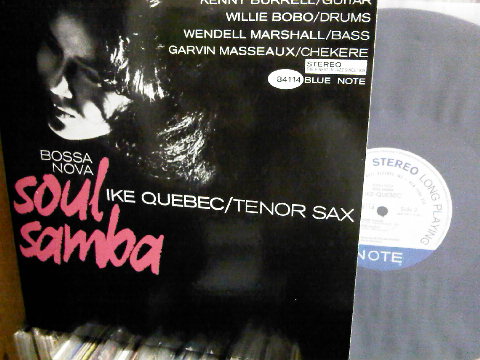 KENNY BURRELL/GUITAR
WILLIE BOBO/DRUMS
WENDELL MARSHALL/BASS
GARVIN MASSEAUX/CHEKERE
STEREO
84114 BLUE NOTE
BOSSA
NOVA
soul
samba
IKE QUEBEC/TENOR SAX
STEREO
LONG PLAYING
NOTE